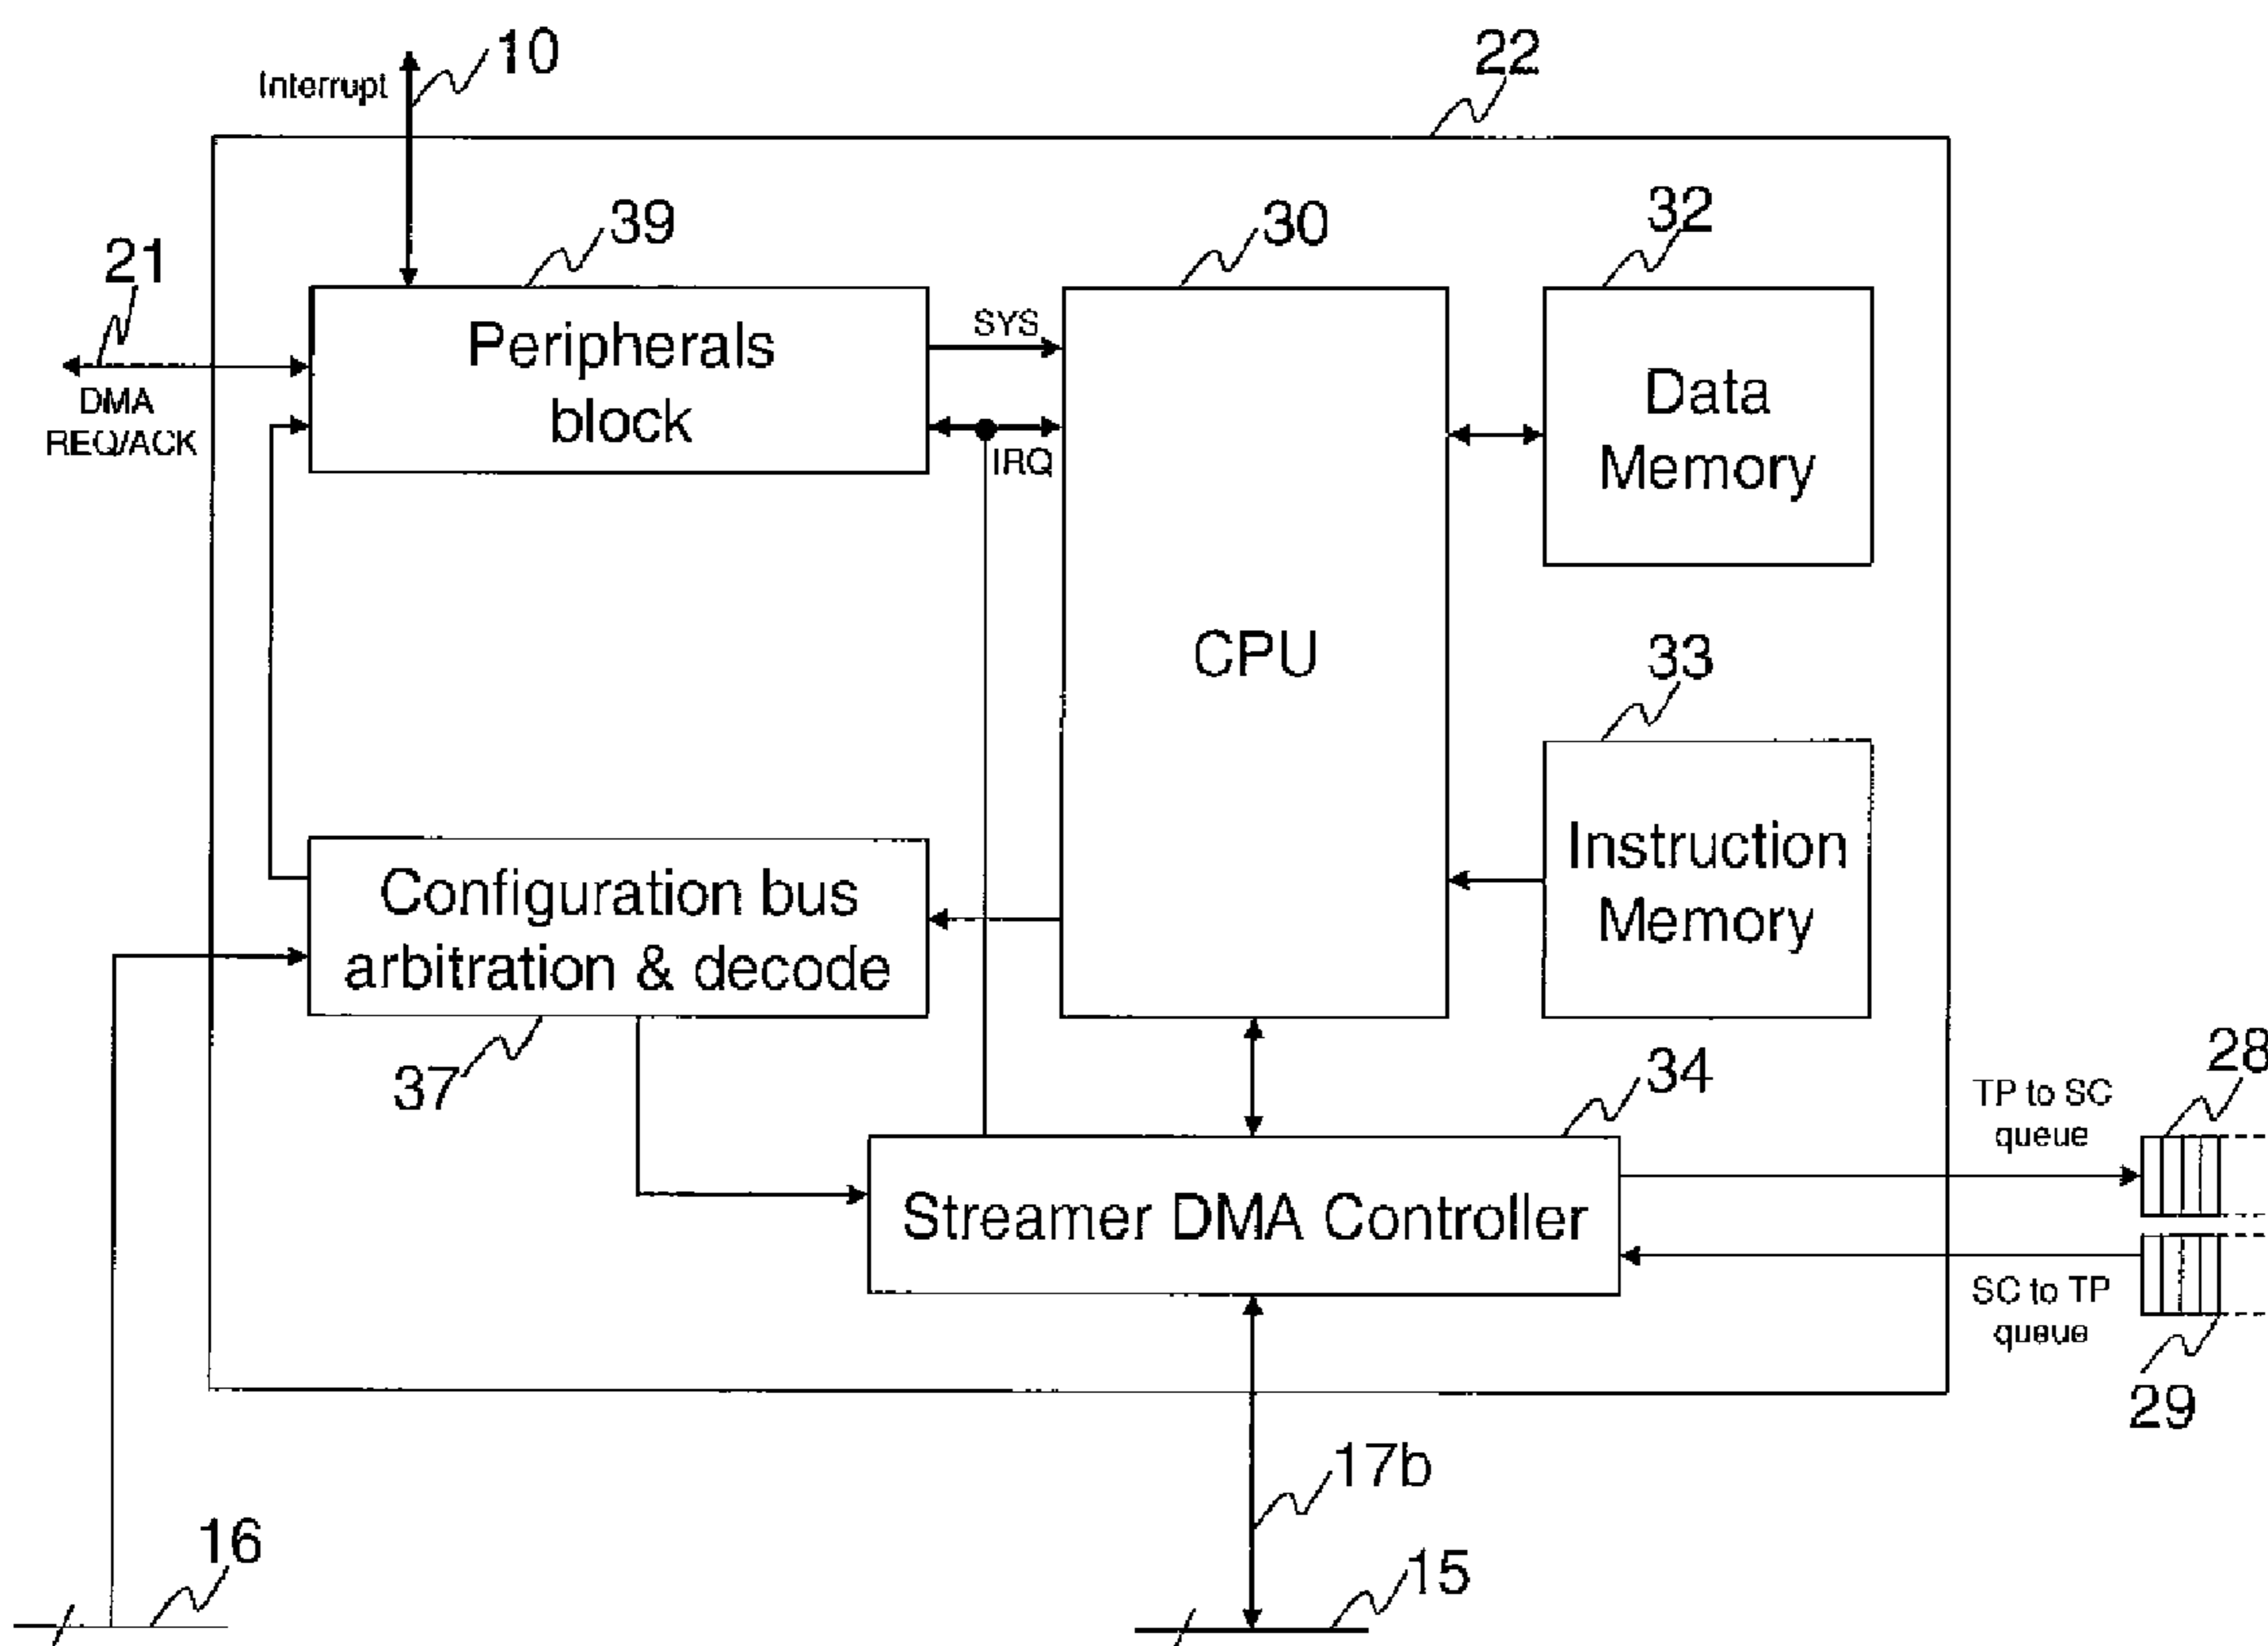 10
Interrupt
22
39
30
32
21
Peripherals
block
SYS
DMA
REQ/ACK
IRQ
Data
Memory
CPU
33
Configuration bus
arbitration & decode
Instruction
Memory
37
34
28
TP to SC
queue
Streamer DMA Controller
SC to TP
queue
29
17b
16
15